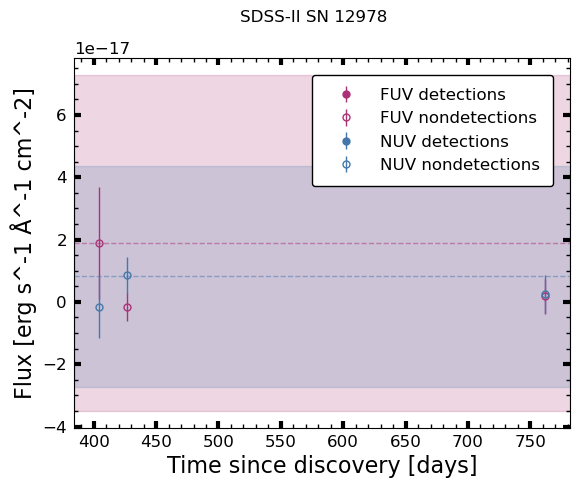 SDSS-II SN 12978
1e−17
FUV detections
FUV nondetections
NUV detections
NUV nondetections
6
4
2
0
−2
−4
Flux [erg s^-1 Å^-1 cm^-2]
400 450 500 550 600 650 700 750
Time since discovery [days]